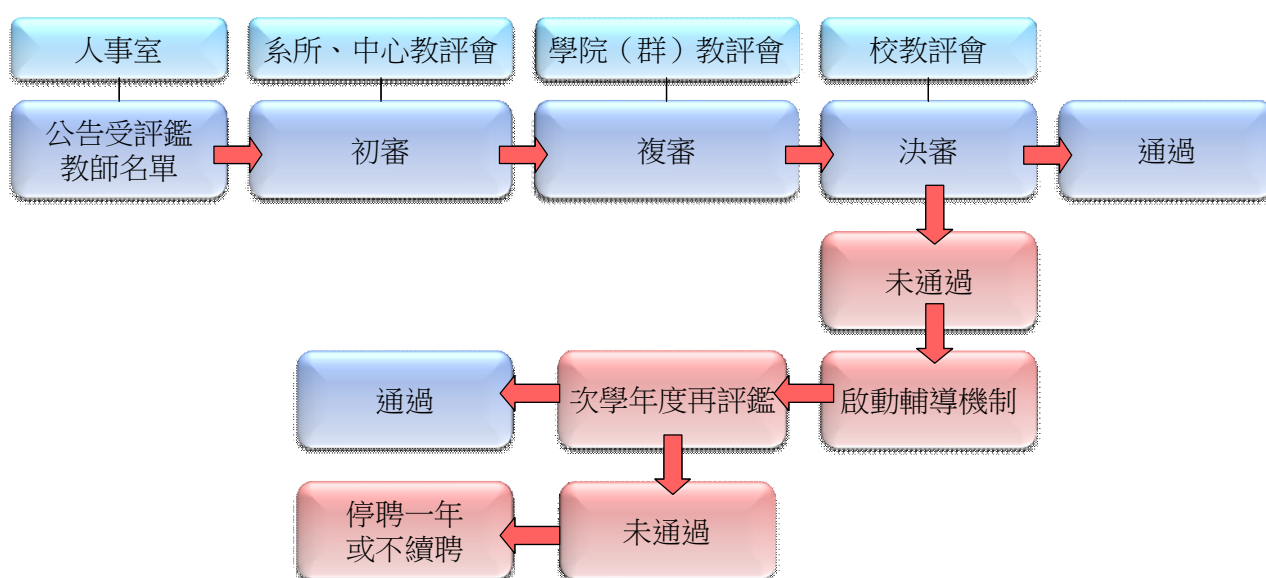 人事室
系所、中心教評會
學院（群）教評會
校教評會
公告受評鑑
教師名單
初審
複審
決審
通過
未通過
通過
次學年度再評鑑
啟動輔導機制
停聘一年
或不續聘
未通過